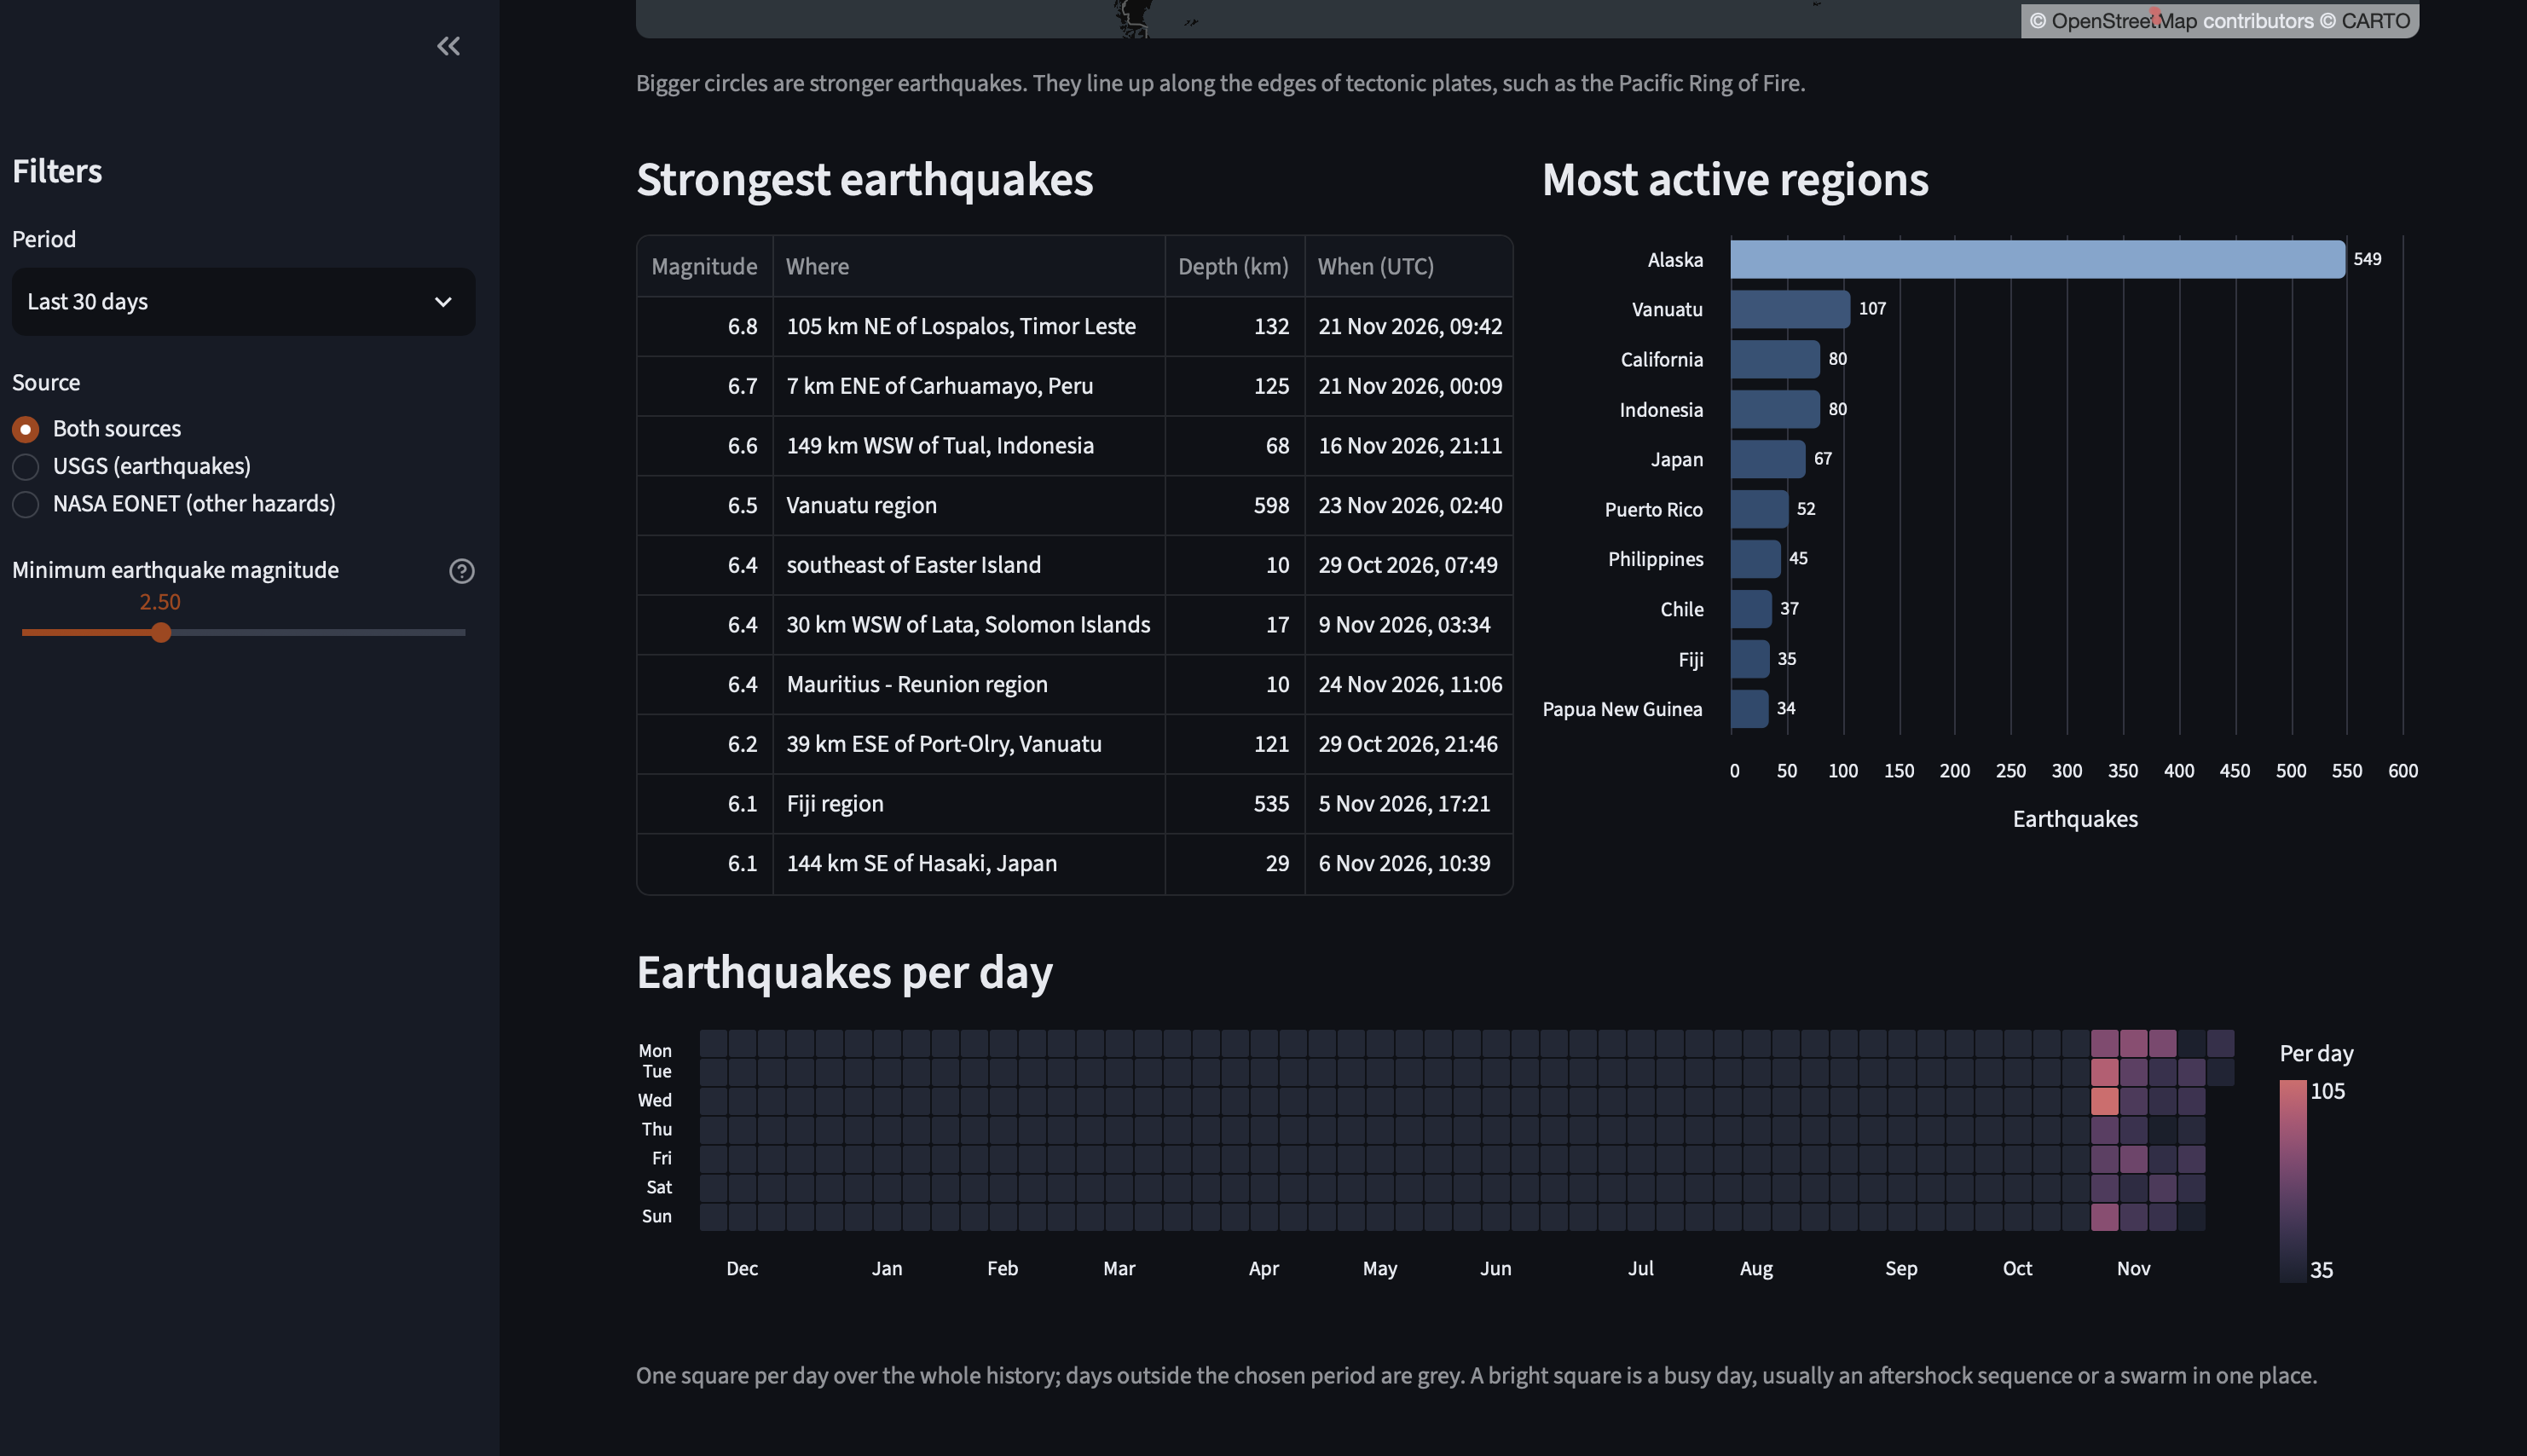 © OpenStreetMap contributors © CARTO
Bigger circles are stronger earthquakes. They line up along the edges of tectonic plates, such as the Pacific Ring of Fire.
Filters
Period
Last 30 days
Source
Both sources
USGS (earthquakes)
NASA EONET (other hazards)
Minimum earthquake magnitude
2.50
Strongest earthquakes
Magnitude Where Depth (km) When (UTC)
6.8 105 km NE of Lospalos, Timor Leste 132 21 Nov 2026, 09:42
6.7 7 km ENE of Carhuamayo, Peru 125 21 Nov 2026, 00:09
6.6 149 km WSW of Tual, Indonesia 68 16 Nov 2026, 21:11
6.5 Vanuatu region 598 23 Nov 2026, 02:40
6.4 southeast of Easter Island 10 29 Oct 2026, 07:49
6.4 30 km WSW of Lata, Solomon Islands 17 9 Nov 2026, 03:34
6.4 Mauritius - Reunion region 10 24 Nov 2026, 11:06
6.2 39 km ESE of Port-Olry, Vanuatu 121 29 Oct 2026, 21:46
6.1 Fiji region 535 5 Nov 2026, 17:21
6.1 144 km SE of Hasaki, Japan 29 6 Nov 2026, 10:39
Most active regions
Alaska 549
Vanuatu 107
California 80
Indonesia 80
Japan 67
Puerto Rico 52
Philippines 45
Chile 37
Fiji 35
Papua New Guinea 34
0 50 100 150 200 250 300 350 400 450 500 550 600
Earthquakes
Earthquakes per day
Mon
Tue
Wed
Thu
Fri
Sat
Sun
Dec Jan Feb Mar Apr May Jun Jul Aug Sep Oct Nov
Per day
105
35
One square per day over the whole history; days outside the chosen period are grey. A bright square is a busy day, usually an aftershock sequence or a swarm in one place.